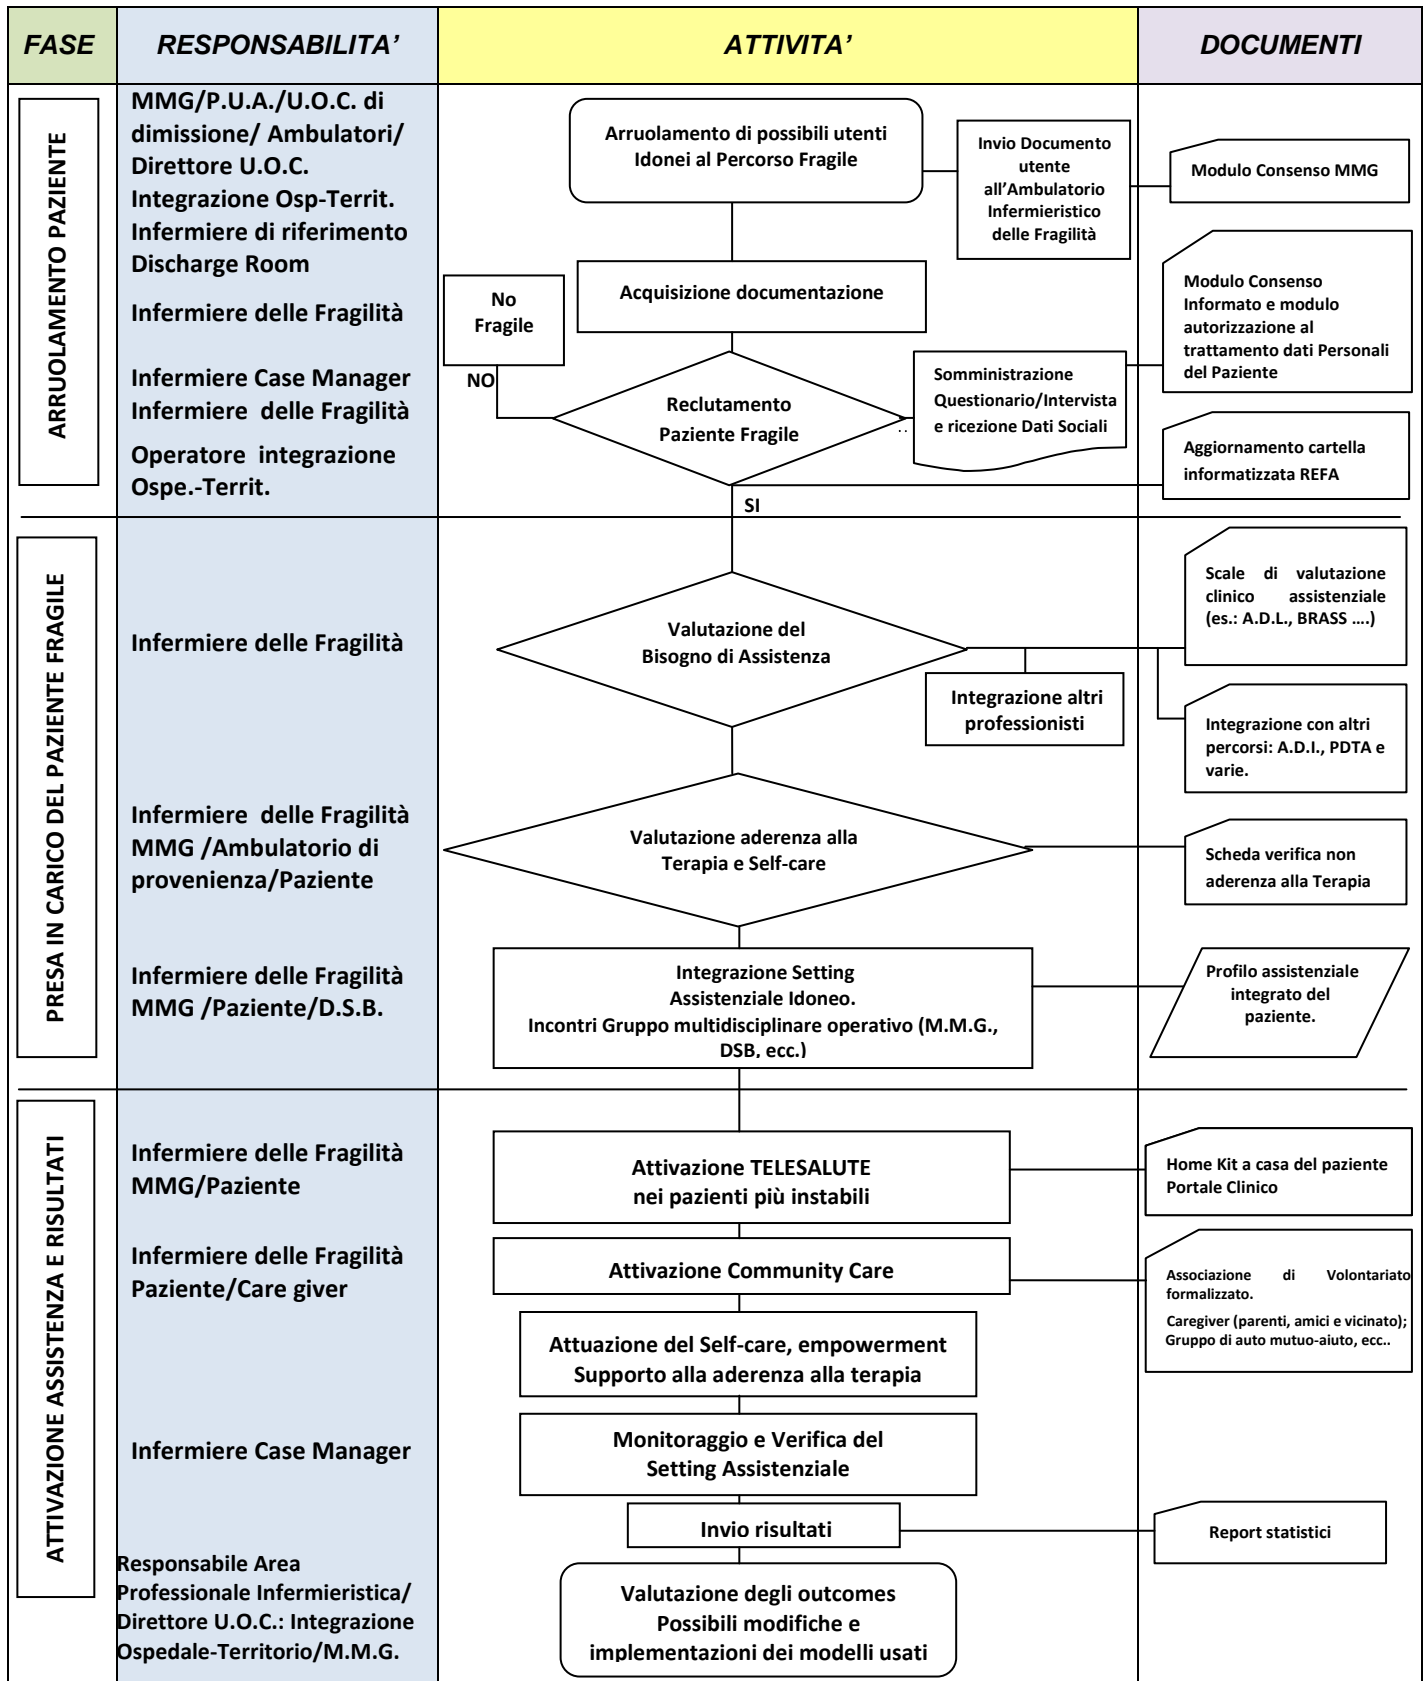 FASE
RESPONSABILITA’
ATTIVITA’
DOCUMENTI
ARRUOLAMENTO PAZIENTE
MMG/P.U.A./U.O.C. di
dimissione/ Ambulatori/
Direttore U.O.C.
Integrazione Osp-Territ.
Infermiere di riferimento
Discharge Room
Infermiere delle Fragilità
Infermiere Case Manager
Infermiere delle Fragilità
Operatore integrazione
Ospe.-Territ.
Arruolamento di possibili utenti
Idonei al Percorso Fragile
Invio Documento
utente
all’Ambulatorio
Infermieristico
delle Fragilità
Modulo Consenso MMG
No
Fragile
Acquisizione documentazione
Modulo Consenso
Informato e modulo
autorizzazione al
trattamento dati Personali
del Paziente
NO
Reclutamento
Paziente Fragile
..
Somministrazione
Questionario/Intervista
e ricezione Dati Sociali
Aggiornamento cartella
informatizzata REFA
SI
PRESA IN CARICO DEL PAZIENTE FRAGILE
Infermiere delle Fragilità
Valutazione del
Bisogno di Assistenza
Scale di valutazione
clinico assistenziale
(es.: A.D.L., BRASS ….)
Integrazione altri
professionisti
Integrazione con altri
percorsi: A.D.I., PDTA e
varie.
Infermiere delle Fragilità
MMG /Ambulatorio di
provenienza/Paziente
Valutazione aderenza alla
Terapia e Self-care
Scheda verifica non
aderenza alla Terapia
Infermiere delle Fragilità
MMG /Paziente/D.S.B.
Integrazione Setting
Assistenziale Idoneo.
Incontri Gruppo multidisciplinare operativo (M.M.G.,
DSB, ecc.)
Profilo assistenziale
integrato del
paziente.
ATTIVAZIONE ASSISTENZA E RISULTATI
Infermiere delle Fragilità
MMG/Paziente
Attivazione TELESALUTE
nei pazienti più instabili
Home Kit a casa del paziente
Portale Clinico
Infermiere delle Fragilità
Paziente/Care giver
Attivazione Community Care
Associazione di Volontariato
formalizzato.
Caregiver (parenti, amici e vicinato);
Gruppo di auto mutuo-aiuto, ecc..
Attuazione del Self-care, empowerment
Supporto alla aderenza alla terapia
Infermiere Case Manager
Monitoraggio e Verifica del
Setting Assistenziale
Invio risultati
Report statistici
Responsabile Area
Professionale Infermieristica/
Direttore U.O.C.: Integrazione
Ospedale-Territorio/M.M.G.
Valutazione degli outcomes
Possibili modifiche e
implementazioni dei modelli usati